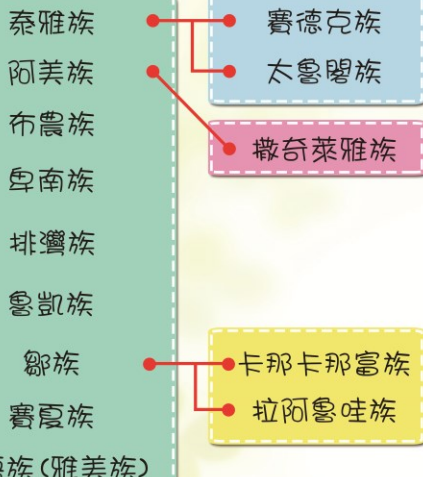 泰雅族
阿美族
布農族
卑南族
排灣族
魯凱族
鄒族
賽夏族
族(雅美族)
賽德克族
太魯閣族
撒奇萊雅族
卡那卡那富族
拉阿魯哇族